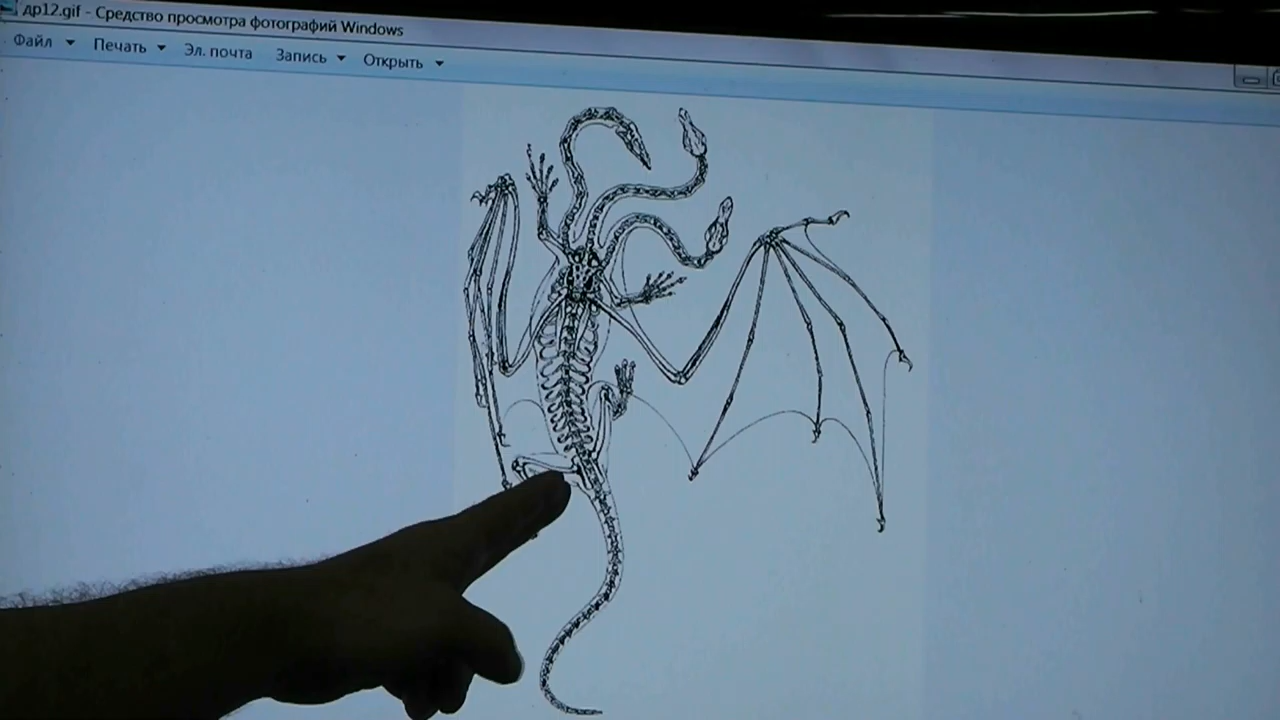 др12.gif - Средство просмотра фотографий Windows
Файл Печать Эл. почта Запись Открыть